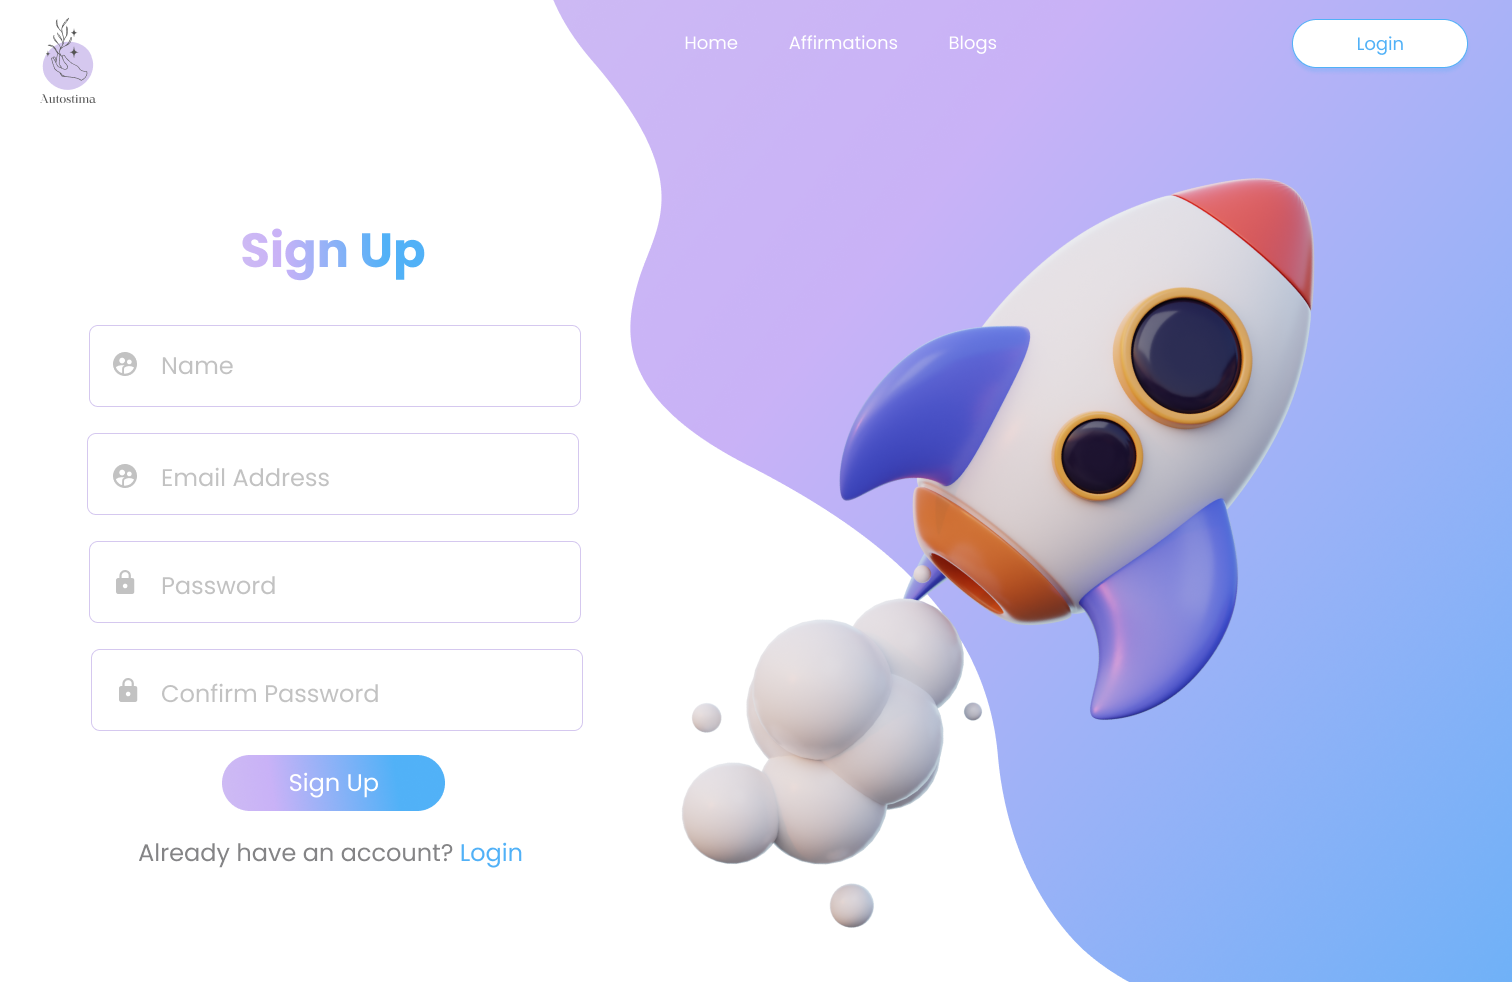 Autostima
Home Affirmations Blogs Login
Sign Up
Name
Email Address
Password
Confirm Password
Sign Up
Already have an account? Login